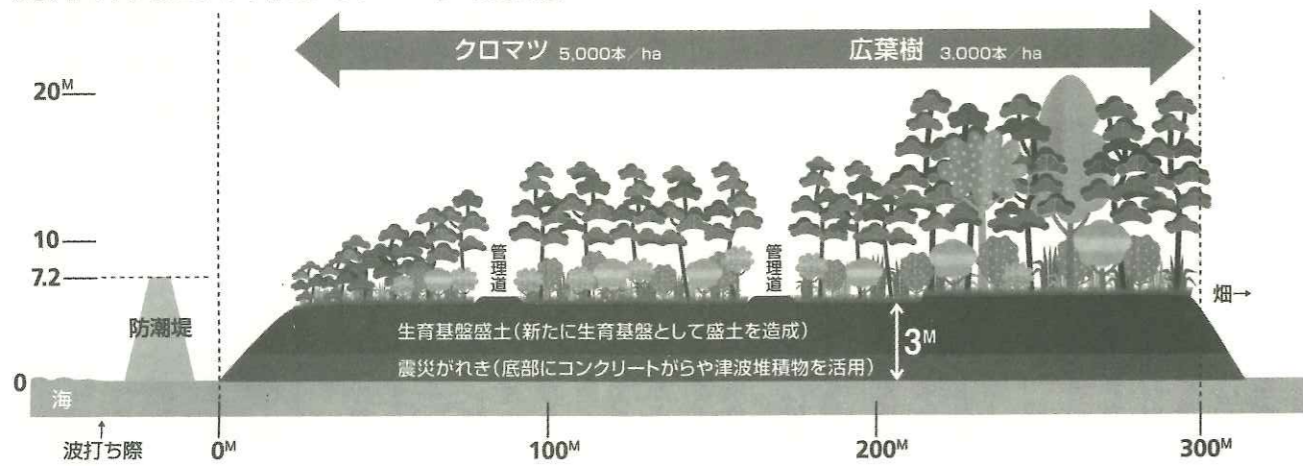 クロマツ 5,000本/ha 広葉樹 3,000本/ha
20M
10
7.2
0
防潮堤
管理道
管理道
畑→
生育基盤盛土(新たに生育基盤として盛土を造成)
震災がれき(底部にコンクリートがらや津波堆積物を活用)
3M
海
↑
波打ち際
0M 100M 200M 300M